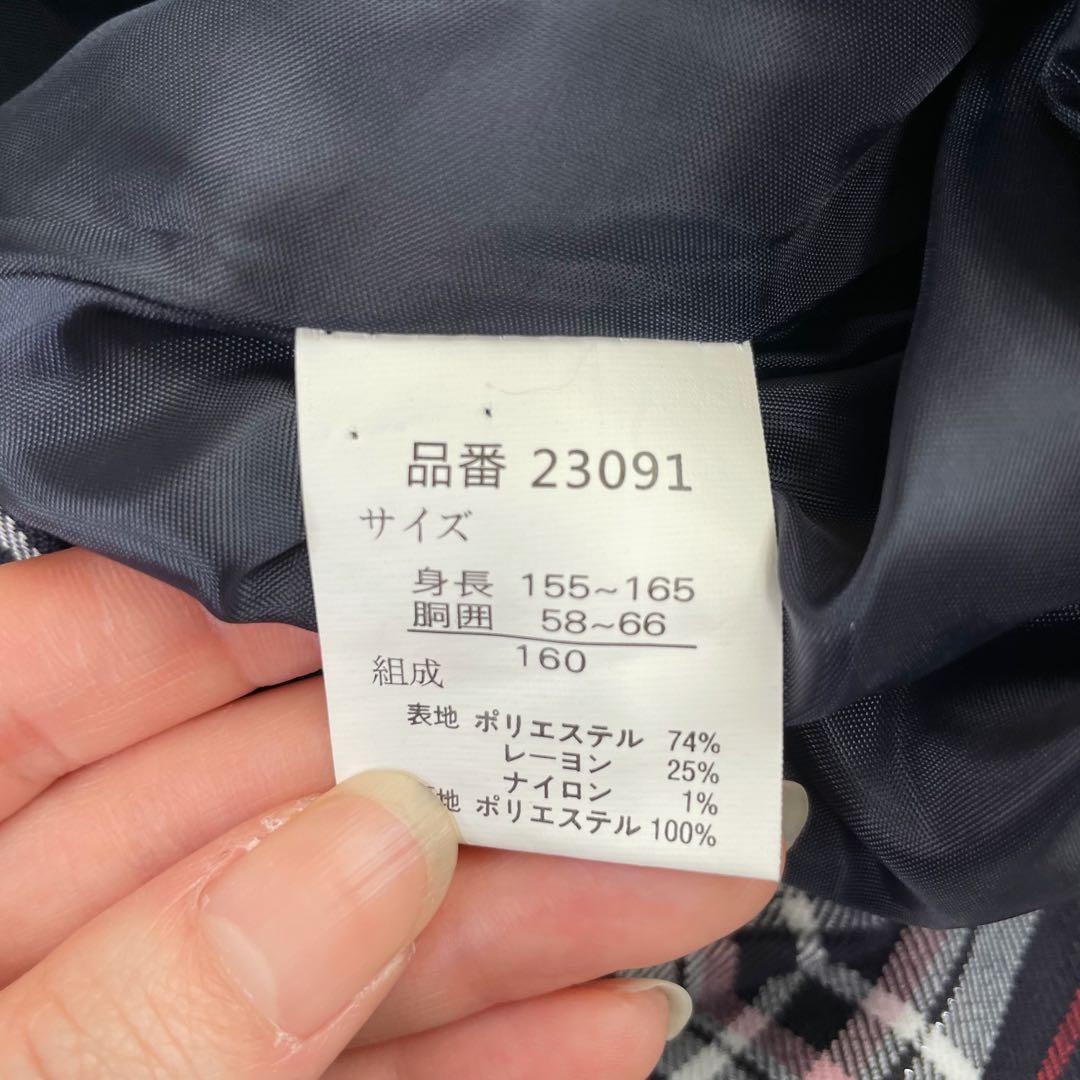 品番 23091
サイズ
身長 155~165
胴囲 58~66
160
組成
表地 ポリエステル 74%
レーヨン 25%
ナイロン 1%
地 ポリエステル 100%